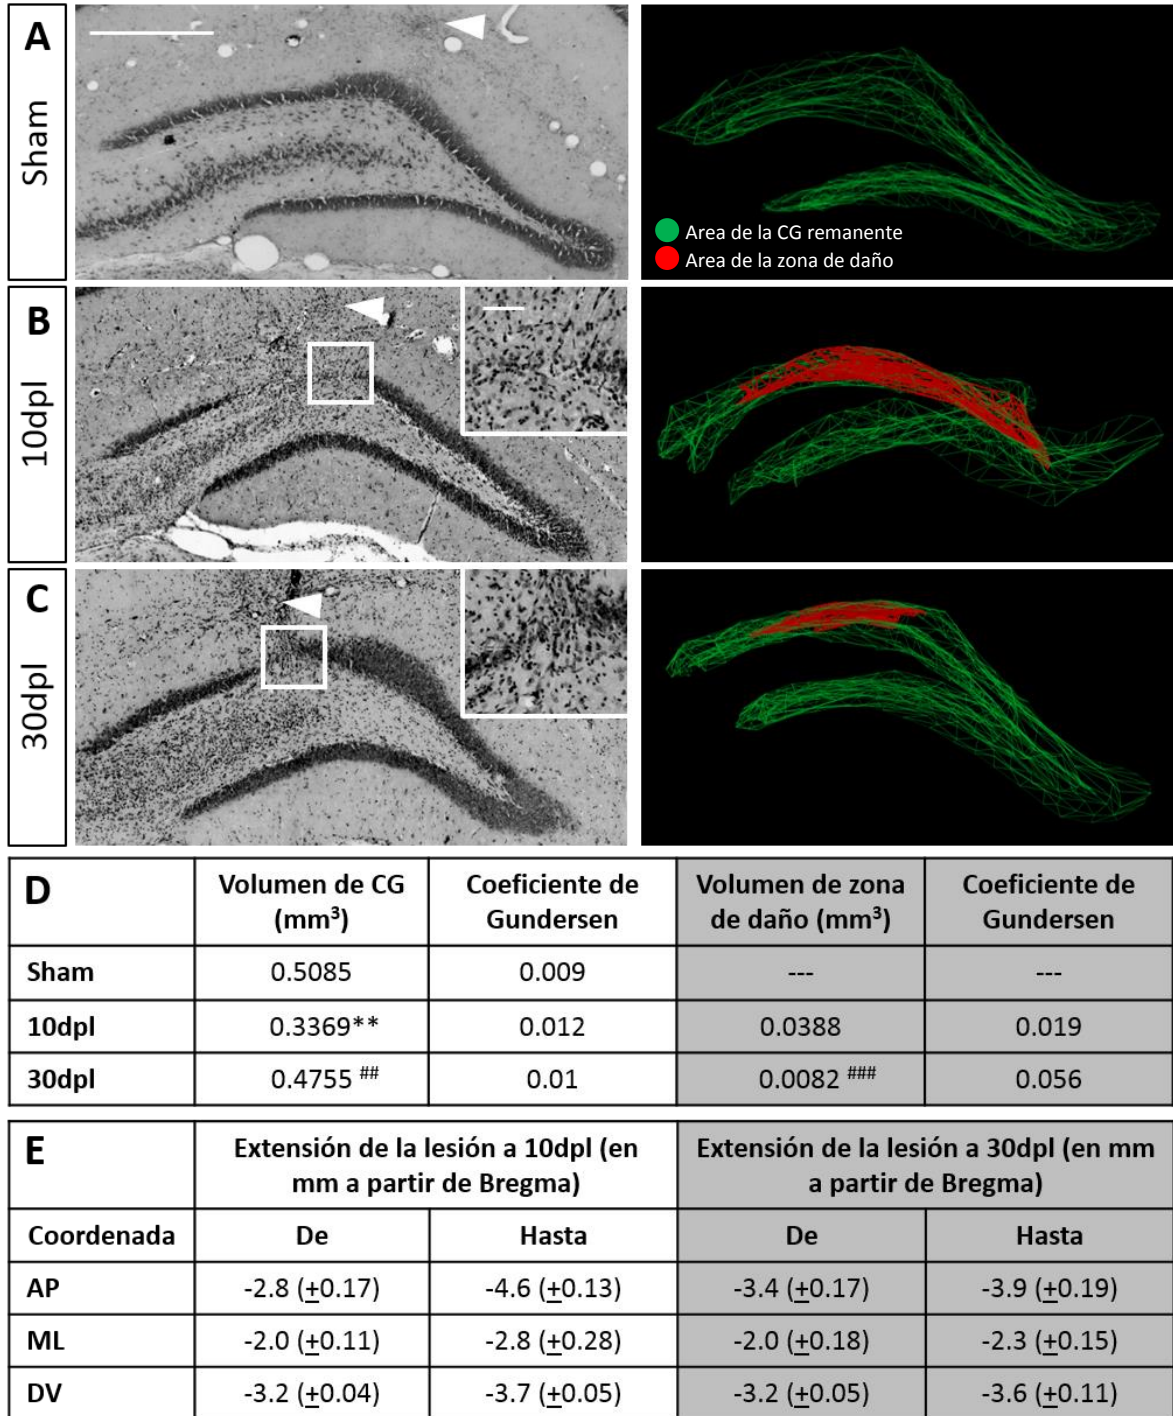 A
Sham
Area de la CG remanente
Area de la zona de daño
B
10dpl
C
30dpl
D
Volumen de CG (mm³)
Coeficiente de Gundersen
Volumen de zona de daño (mm³)
Coeficiente de Gundersen
Sham 0.5085 0.009 --- ---
10dpl 0.3369** 0.012 0.0388 0.019
30dpl 0.4755 ## 0.01 0.0082 ### 0.056
E
Extensión de la lesión a 10dpl (en mm a partir de Bregma)
Extensión de la lesión a 30dpl (en mm a partir de Bregma)
Coordenada De Hasta De Hasta
AP -2.8 (±0.17) -4.6 (±0.13) -3.4 (±0.17) -3.9 (±0.19)
ML -2.0 (±0.11) -2.8 (±0.28) -2.0 (±0.18) -2.3 (±0.15)
DV -3.2 (±0.04) -3.7 (±0.05) -3.2 (±0.05) -3.6 (±0.11)